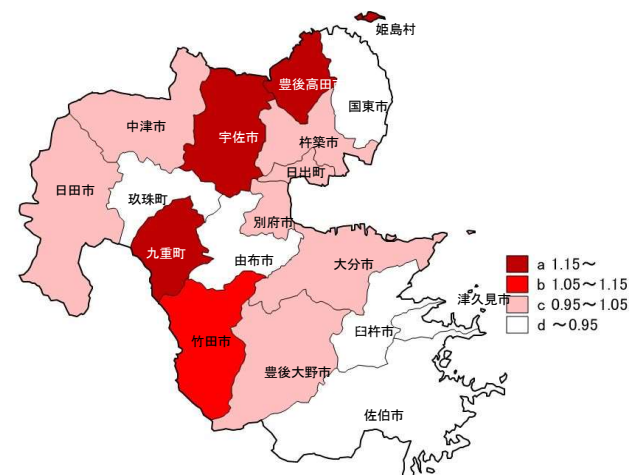 姫島村
豊後高田市
国東市
中津市
宇佐市
杵築市
日出町
日田市
玖珠町
別府市
九重町
由布市
大分市
a 1.15～
b 1.05～1.15
c 0.95～1.05
d ～0.95
津久見市
臼杵市
竹田市
豊後大野市
佐伯市